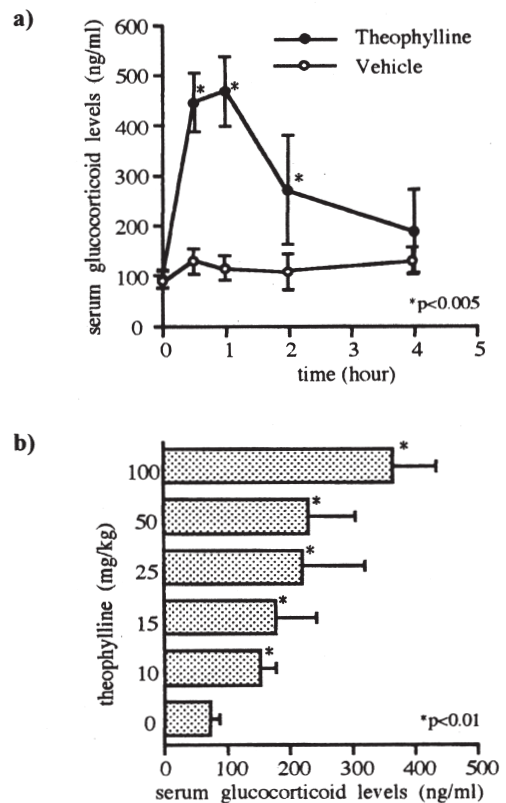 a)
serum glucocorticoid levels (ng/ml)
600
500
400
300
200
100
0
Theophylline
Vehicle
*
*
*
*p<0.005
0 1 2 3 4 5
time (hour)
b)
theophylline (mg/kg)
100 *
50 *
25 *
15 *
10 *
0
*p<0.01
0 100 200 300 400 500
serum glucocorticoid levels (ng/ml)